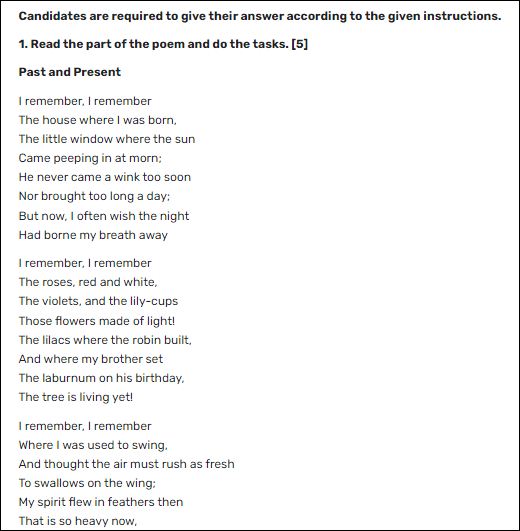 Candidates are required to give their answer according to the given instructions.
1. Read the part of the poem and do the tasks. [5]
Past and Present
I remember, I remember
The house where I was born,
The little window where the sun
Came peeping in at morn;
He never came a wink too soon
Nor brought too long a day;
But now, I often wish the night
Had borne my breath away
I remember, I remember
The roses, red and white,
The violets, and the lily-cups
Those flowers made of light!
The lilacs where the robin built,
And where my brother set
The laburnum on his birthday,
The tree is living yet!
I remember, I remember
Where I was used to swing,
And thought the air must rush as fresh
To swallows on the wing;
My spirit flew in feathers then
That is so heavy now,